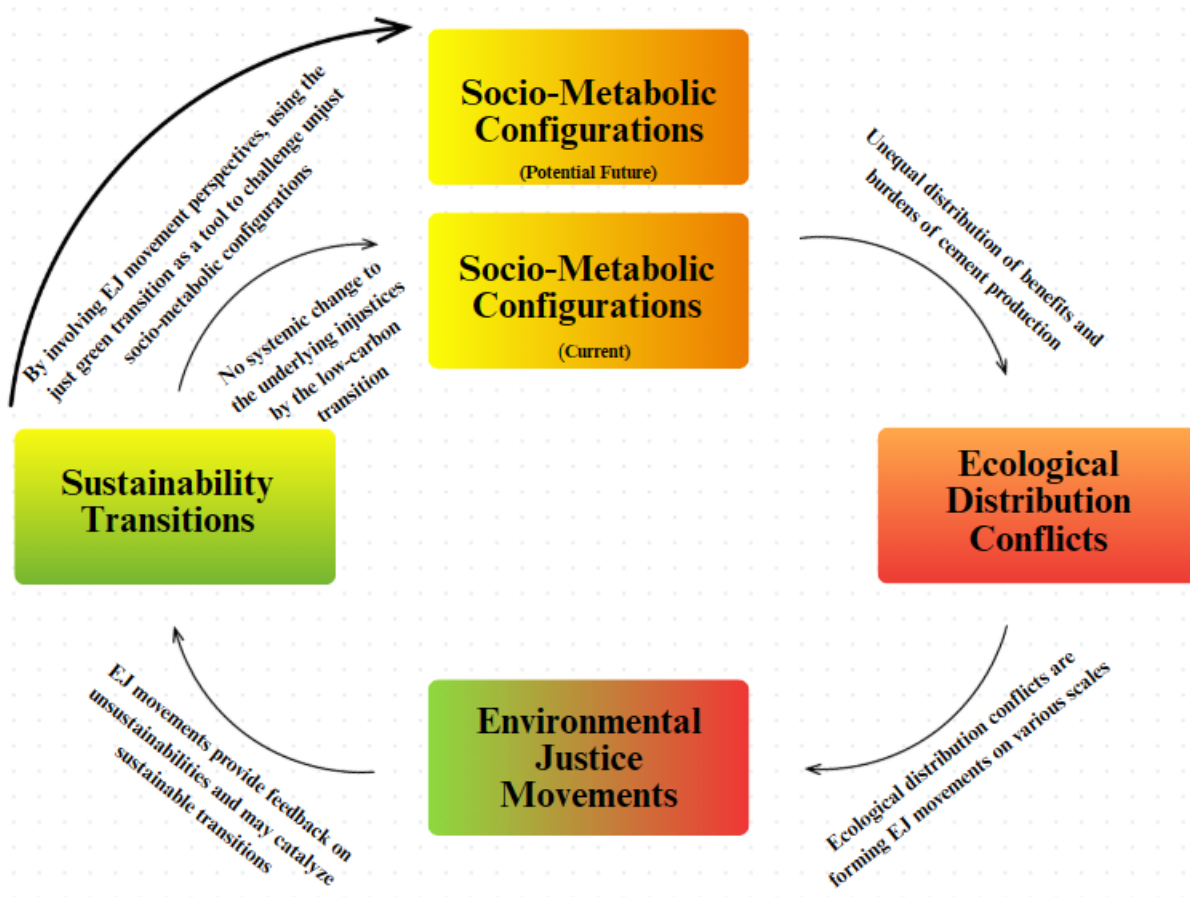 Socio-Metabolic
Configurations
(Potential Future)
Socio-Metabolic
Configurations
(Current)
By involving EJ movement perspectives, using the
just green transition as a tool to challenge unjust
socio-metabolic configurations
No systemic change to
the underlying injustices
by the low-carbon
transition
Unequal distribution of benefits and
burdens of cement production
Sustainability
Transitions
Ecological
Distribution
Conflicts
EJ movements provide feedback on
unsustainabilities and may catalyze
sustainable transitions
Environmental
Justice
Movements
Ecological distribution conflicts are
forming EJ movements on various scales